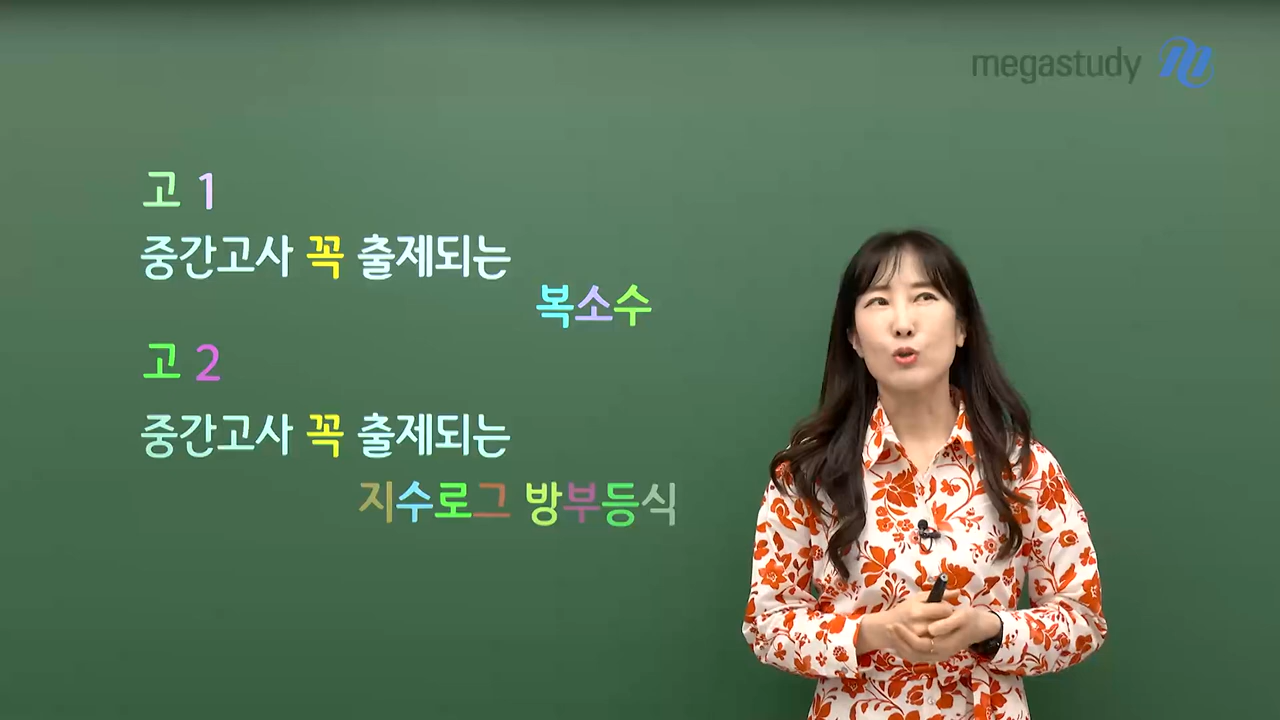 megastudy
고 1
중간고사 꼭 출제되는
복소수
고 2
중간고사 꼭 출제되는
지수로그 방부등식